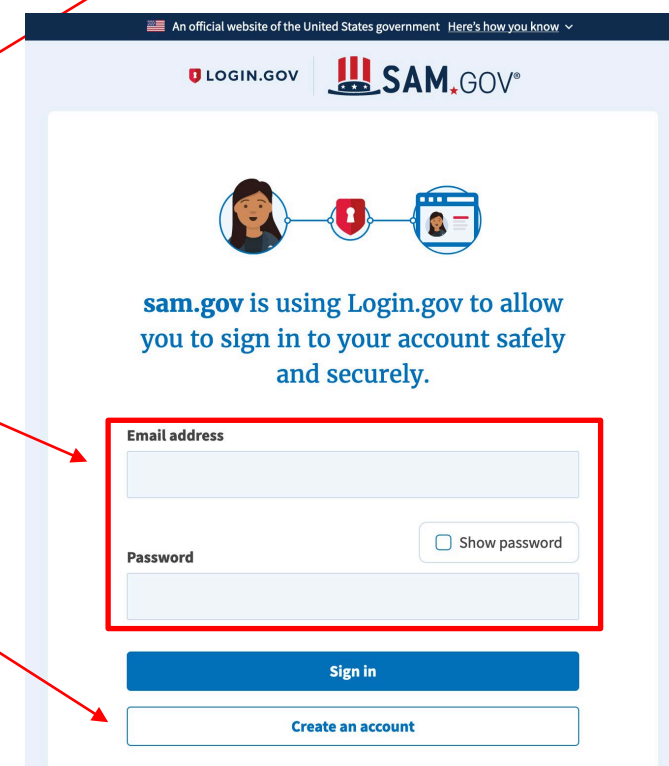 An official website of the United States government Here's how you know
LOGIN.GOV SAM.GOV®
sam.gov is using Login.gov to allow
you to sign in to your account safely
and securely.
Email address
Show password
Password
Sign in
Create an account